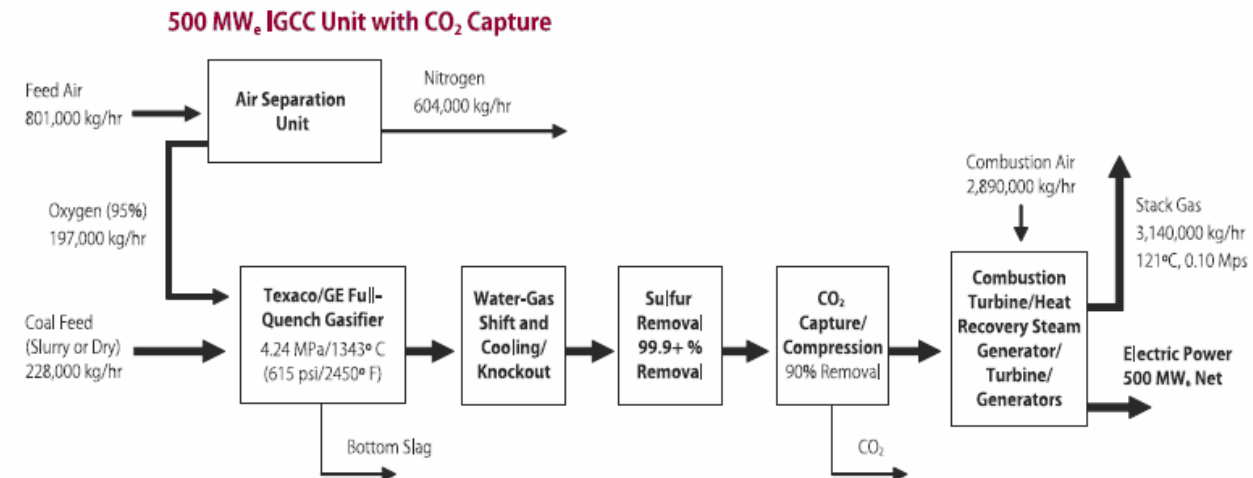 500 MWₑ IGCC Unit with CO₂ Capture
Feed Air
801,000 kg/hr
Air Separation
Unit
Nitrogen
604,000 kg/hr
Oxygen (95%)
197,000 kg/hr
Combustion Air
2,890,000 kg/hr
Stack Gas
3,140,000 kg/hr
121ºC, 0.10 Mps
Coal Feed
(Slurry or Dry)
228,000 kg/hr
Texaco/GE Full-
Quench Gasifier
4.24 MPa/1343º C
(615 psi/2450º F)
Water-Gas
Shift and
Cooling/
Knockout
Sulfur
Removal
99.9+ %
Removal
CO₂
Capture/
Compression
90% Removal
Combustion
Turbine/Heat
Recovery Steam
Generator/
Turbine/
Generators
Electric Power
500 MWₑ Net
Bottom Slag
CO₂